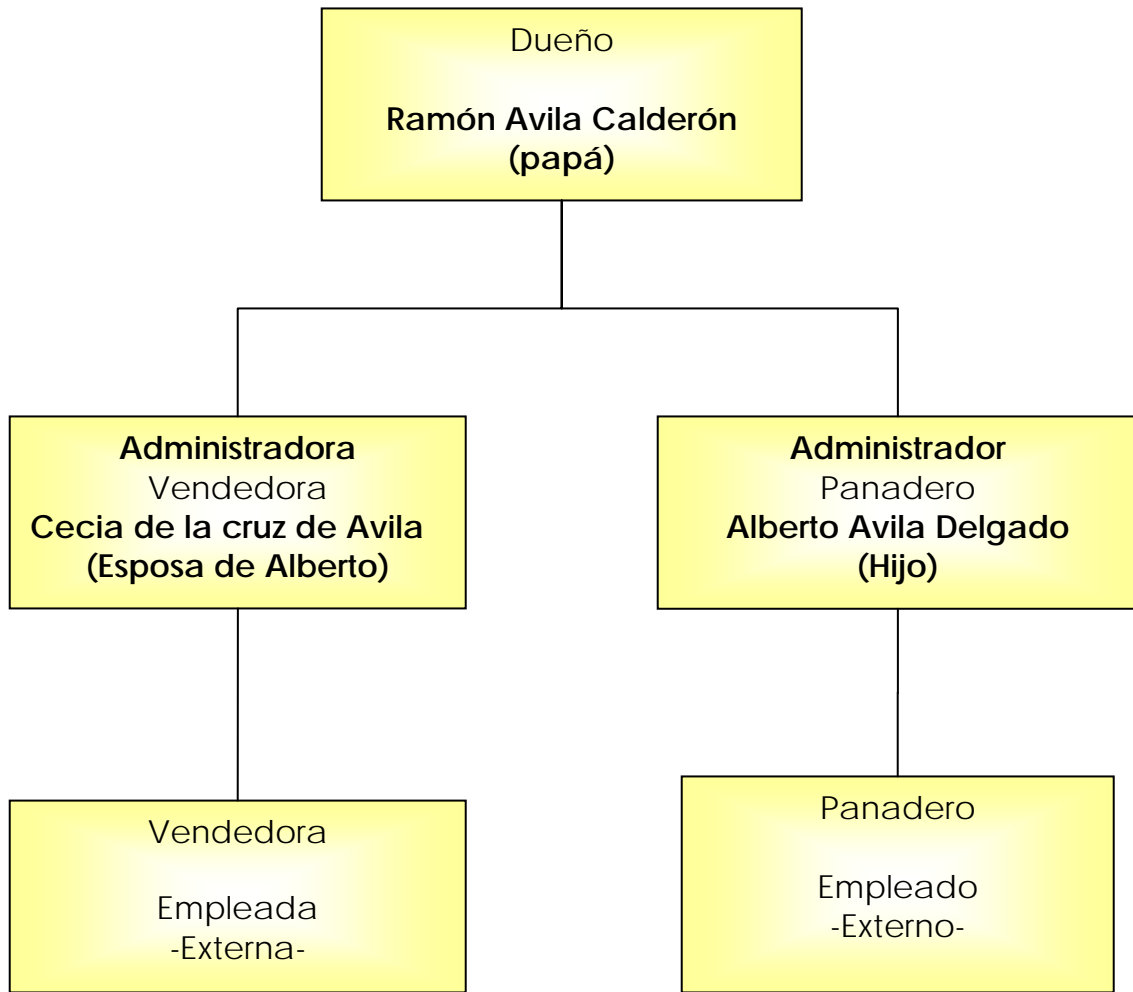 Dueño
Ramón Avila Calderón
(papá)
Administradora
Vendedora
Cecia de la cruz de Avila
(Esposa de Alberto)
Administrador
Panadero
Alberto Avila Delgado
(Hijo)
Vendedora
Empleada
-Externa-
Panadero
Empleado
-Externo-